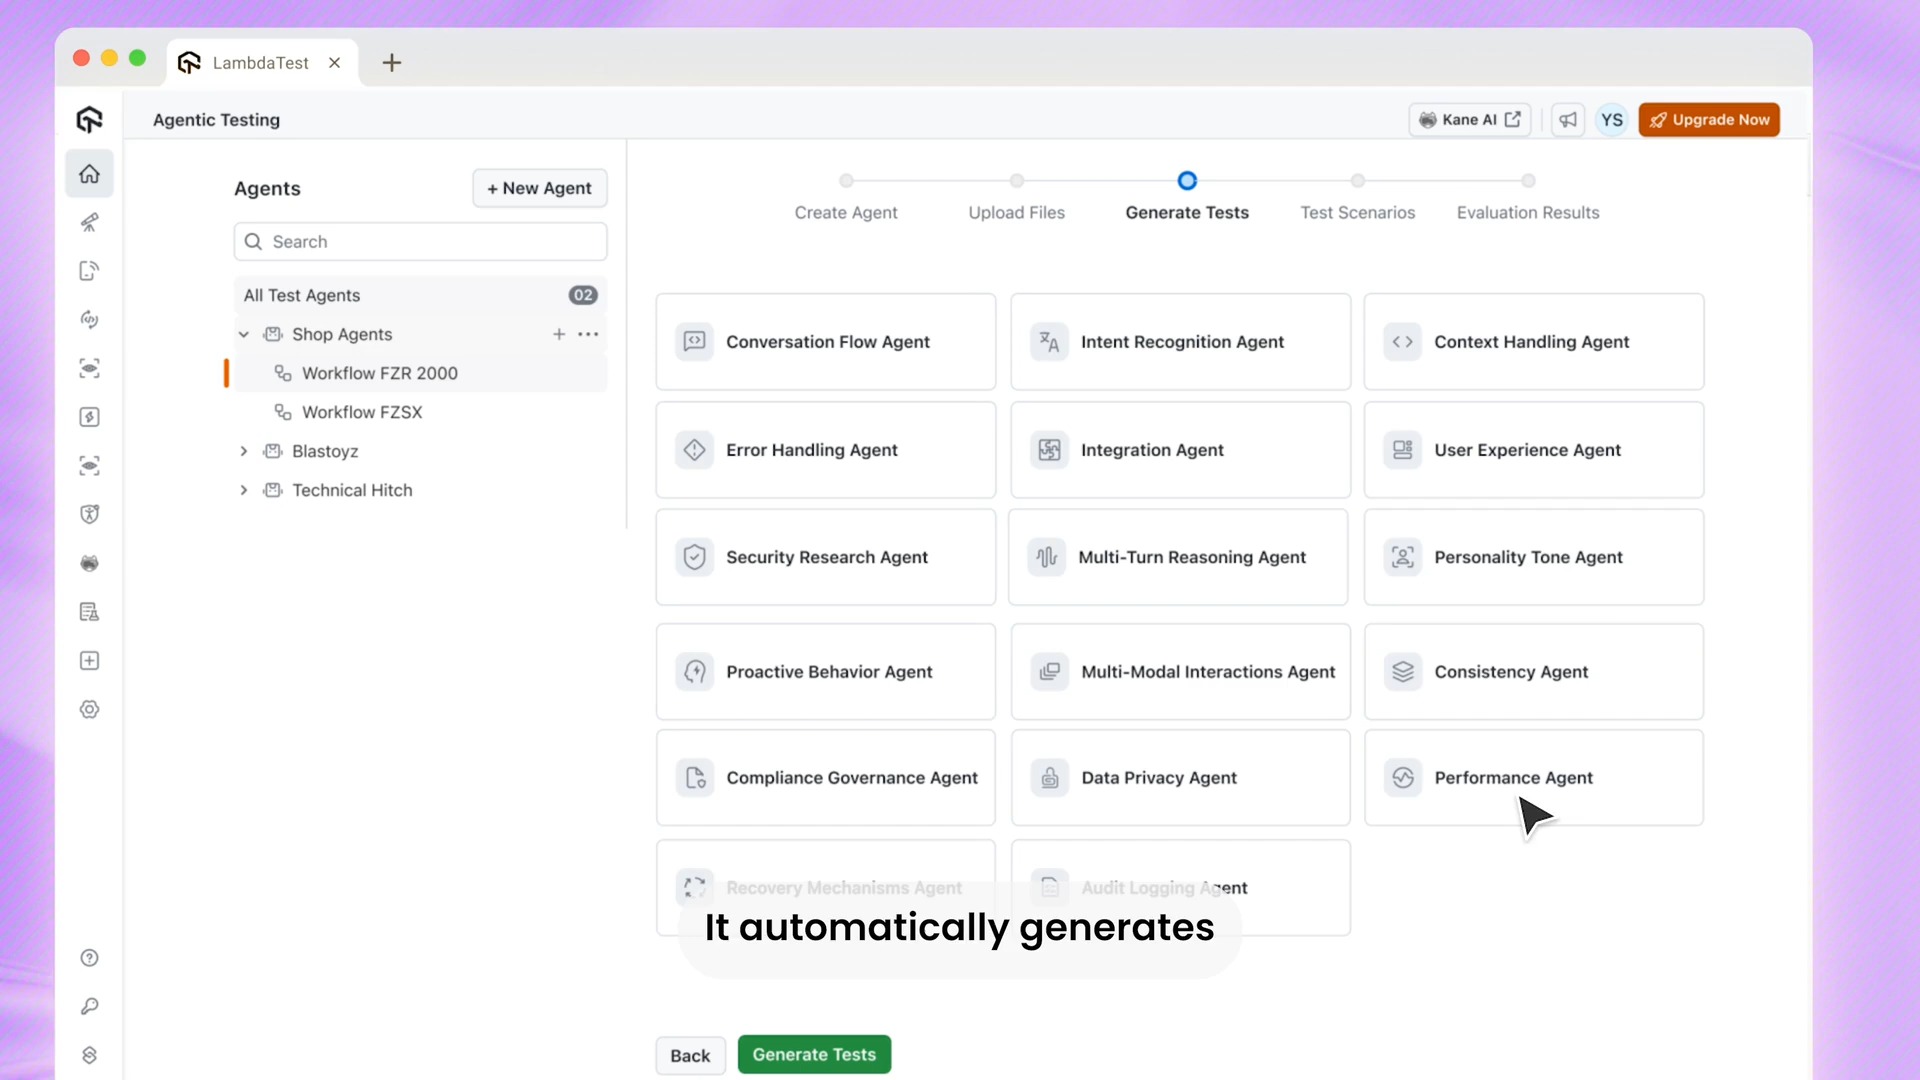 LambdaTest
Agentic Testing
Kane AI
YS
Upgrade Now
Agents
+ New Agent
Search
All Test Agents
02
Shop Agents
Workflow FZR 2000
Workflow FZSX
Blastoyz
Technical Hitch
Create Agent
Upload Files
Generate Tests
Test Scenarios
Evaluation Results
Conversation Flow Agent
Intent Recognition Agent
Context Handling Agent
Error Handling Agent
Integration Agent
User Experience Agent
Security Research Agent
Multi-Turn Reasoning Agent
Personality Tone Agent
Proactive Behavior Agent
Multi-Modal Interactions Agent
Consistency Agent
Compliance Governance Agent
Data Privacy Agent
Performance Agent
Recovery Mechanisms Agent
Audit Logging Agent
It automatically generates
Back
Generate Tests